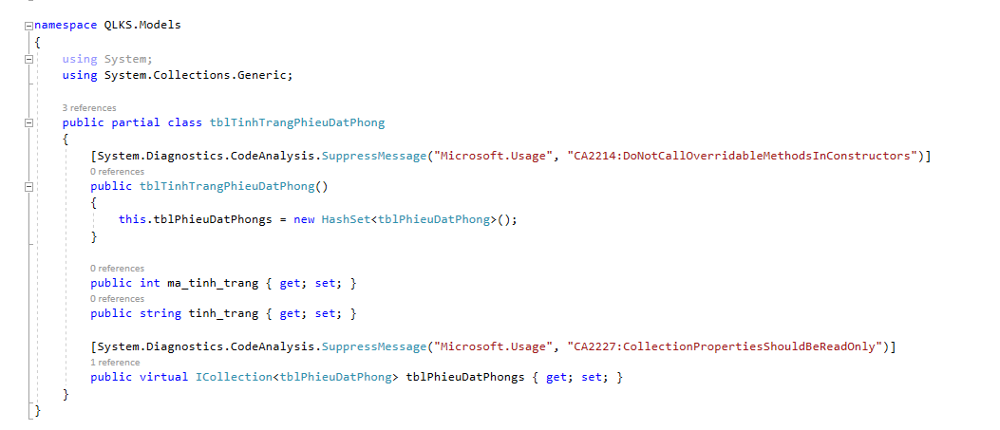 namespace QLKS.Models
{
using System;
using System.Collections.Generic;
3 references
public partial class tblTinhTrangPhieuDatPhong
{
[System.Diagnostics.CodeAnalysis.SuppressMessage("Microsoft.Usage", "CA2214:DoNotCallOverridableMethodsInConstructors")]
0 references
public tblTinhTrangPhieuDatPhong()
{
this.tblPhieuDatPhongs = new HashSet<tblPhieuDatPhong>();
}
0 references
public int ma_tinh_trang { get; set; }
0 references
public string tinh_trang { get; set; }
[System.Diagnostics.CodeAnalysis.SuppressMessage("Microsoft.Usage", "CA2227:CollectionPropertiesShouldBeReadOnly")]
1 reference
public virtual ICollection<tblPhieuDatPhong> tblPhieuDatPhongs { get; set; }
}
}